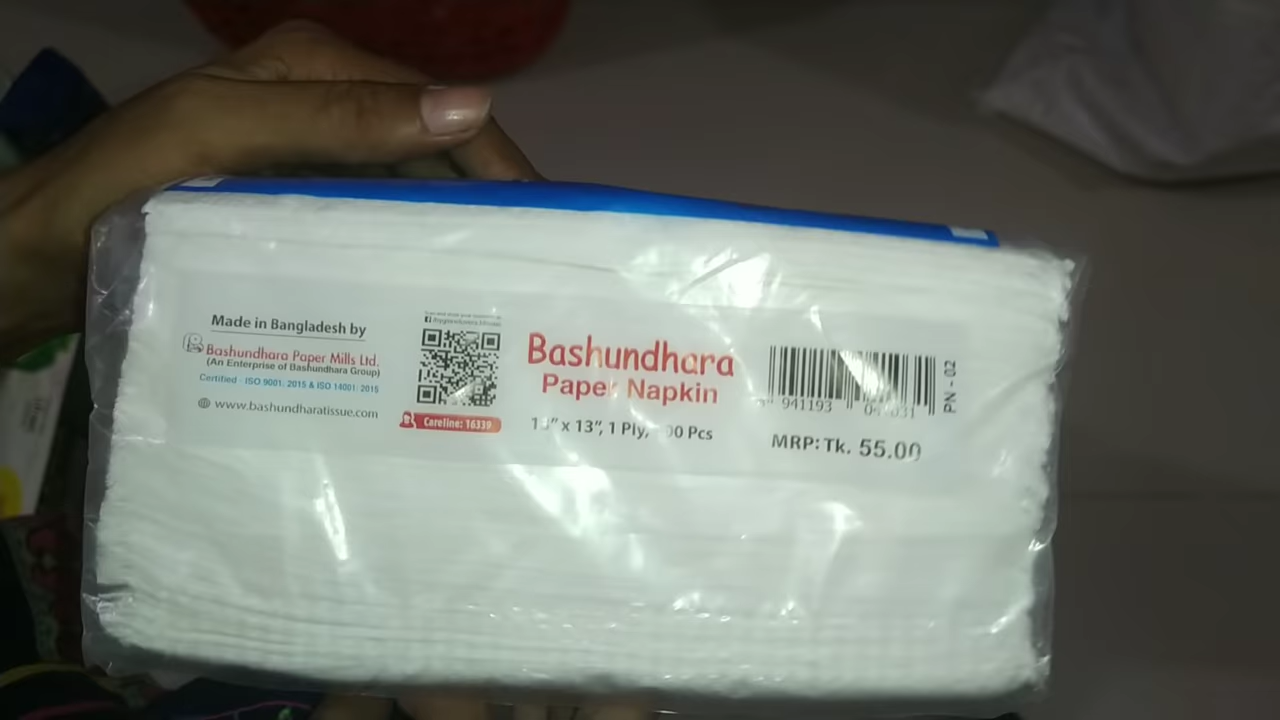 Made in Bangladesh by
Bashundhara Paper Mills Ltd.
(An Enterprise of Bashundhara Group)
Certified - ISO 9001: 2015 & ISO 14001: 2015
www.bashundharatissue.com
Careline: 16339
Bashundhara
Paper Napkin
x 13", 1 Ply, Pcs
941193
PN - 02
MRP: Tk. 55.00